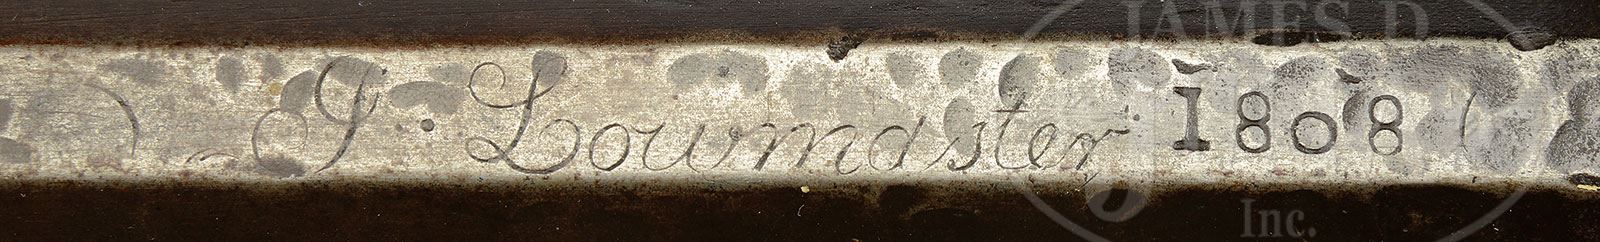 J. Lowmaster 1808
JAMES D.
Inc.